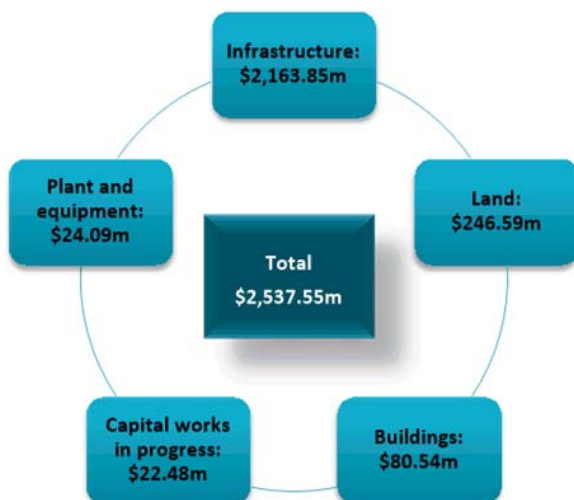 Infrastructure:
$2,163.85m
Plant and
equipment:
$24.09m
Land:
$246.59m
Total
$2,537.55m
Capital works
in progress:
$22.48m
Buildings:
$80.54m